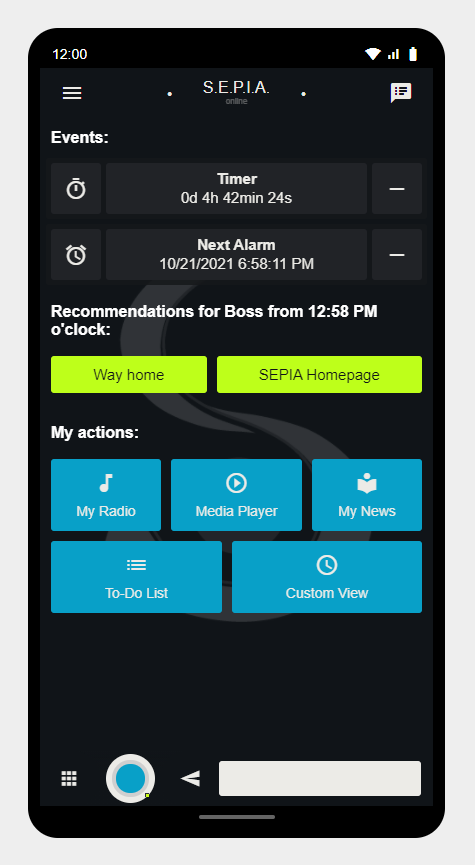 12:00
S.E.P.I.A.
online
Events:
Timer
0d 4h 42min 24s
Next Alarm
10/21/2021 6:58:11 PM
Recommendations for Boss from 12:58 PM
o'clock:
Way home
SEPIA Homepage
My actions:
My Radio
Media Player
My News
To-Do List
Custom View